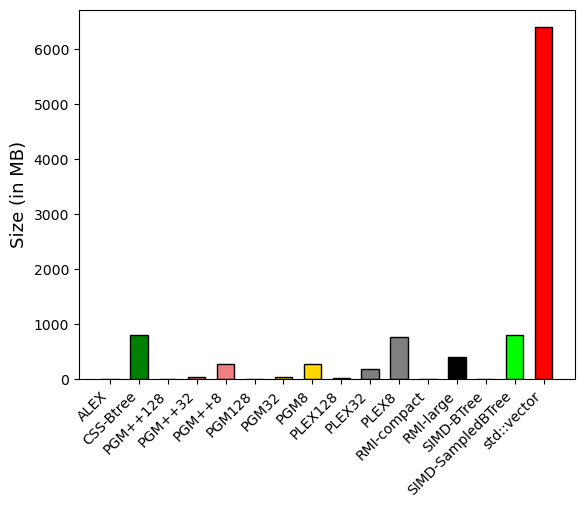 Size (in MB)
6000
5000
4000
3000
2000
1000
0
ALEX
CSS-Btree
PGM++128
PGM++32
PGM++8
PGM128
PGM32
PGM8
PLEX128
PLEX32
PLEX8
RMI-compact
RMI-large
SIMD-BTree
SIMD-SampledBTree
std::vector